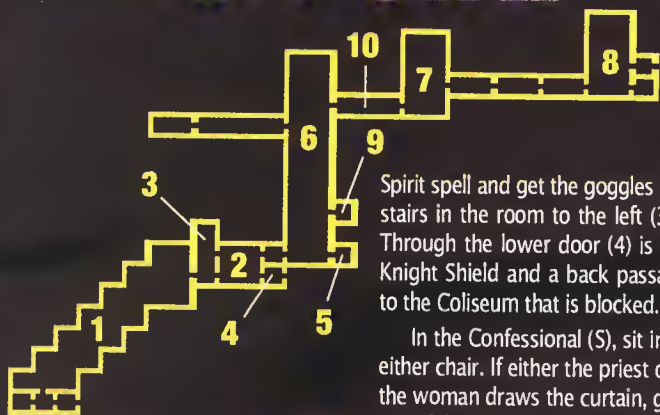 10
7
8
6
9
3
2
1
4
5
Spirit spell and get the goggles
stairs in the room to the left (3
Through the lower door (4) is
Knight Shield and a back passa
to the Coliseum that is blocked.
In the Confessional (S), sit in
either chair. If either the priest o
the woman draws the curtain, g